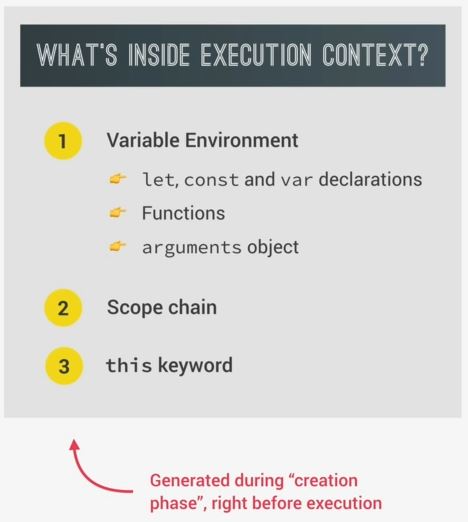 WHAT'S INSIDE EXECUTION CONTEXT?
1 Variable Environment
let, const and var declarations
Functions
arguments object
2 Scope chain
3 this keyword
Generated during “creation
phase”, right before execution